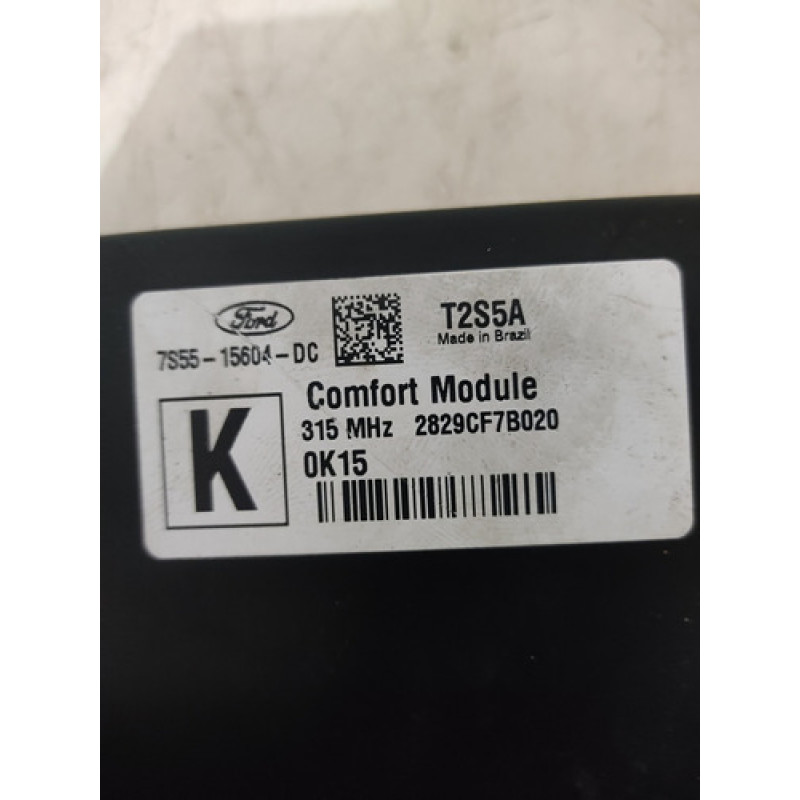 Ford
7S55-15604-DC
T2S5A
Made in Brazil
Comfort Module
K
315 MHz 2829CF7B020
0K15